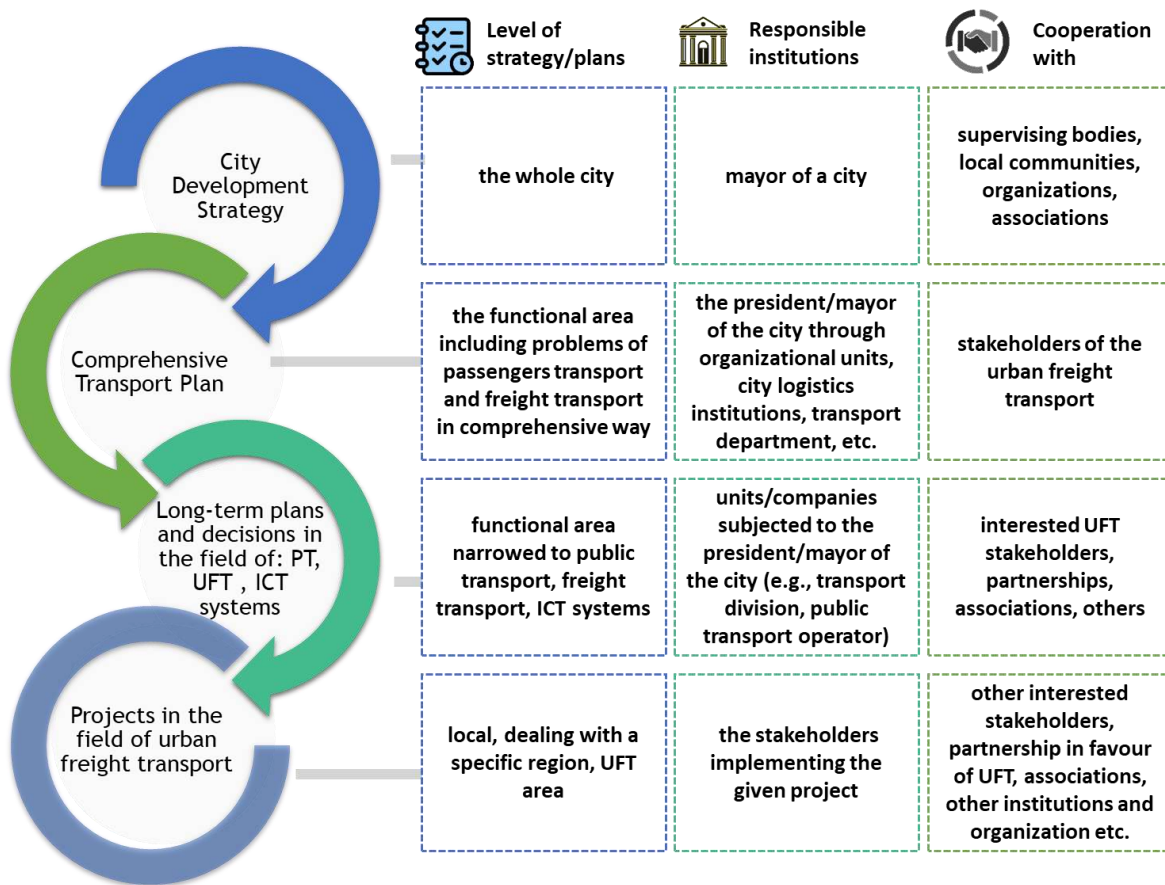 Level of
strategy/plans
Responsible
institutions
Cooperation
with
City
Development
Strategy
the whole city
mayor of a city
supervising bodies,
local communities,
organizations,
associations
Comprehensive
Transport Plan
the functional area
including problems of
passengers transport
and freight transport
in comprehensive way
the president/mayor
of the city through
organizational units,
city logistics
institutions, transport
department, etc.
stakeholders of the
urban freight
transport
Long-term plans
and decisions in
the field of: PT,
UFT , ICT
systems
functional area
narrowed to public
transport, freight
transport, ICT systems
units/companies
subjected to the
president/mayor of
the city (e.g., transport
division, public
transport operator)
interested UFT
stakeholders,
partnerships,
associations, others
Projects in the
field of urban
freight transport
local, dealing with a
specific region, UFT
area
the stakeholders
implementing the
given project
other interested
stakeholders,
partnership in favour
of UFT, associations,
other institutions and
organization etc.